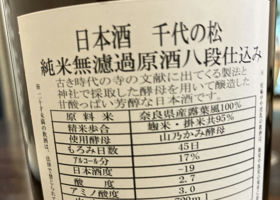 日本酒 千代の松
純米無濾過原酒八段仕込み
古き時代の寺の文献に出てくる製法と
神社で採取した酵母を用いて醸造した
甘酸っぱい芳醇な日本酒です。
原料米 奈良県産露葉風100%
精米歩合 麹米・掛米共95%
使用酵母 山乃かみ酵母
もろみ日数 45日
アルコール分 17%
日本酒度 -19
酸度 2.7
アミノ酸度 3.0